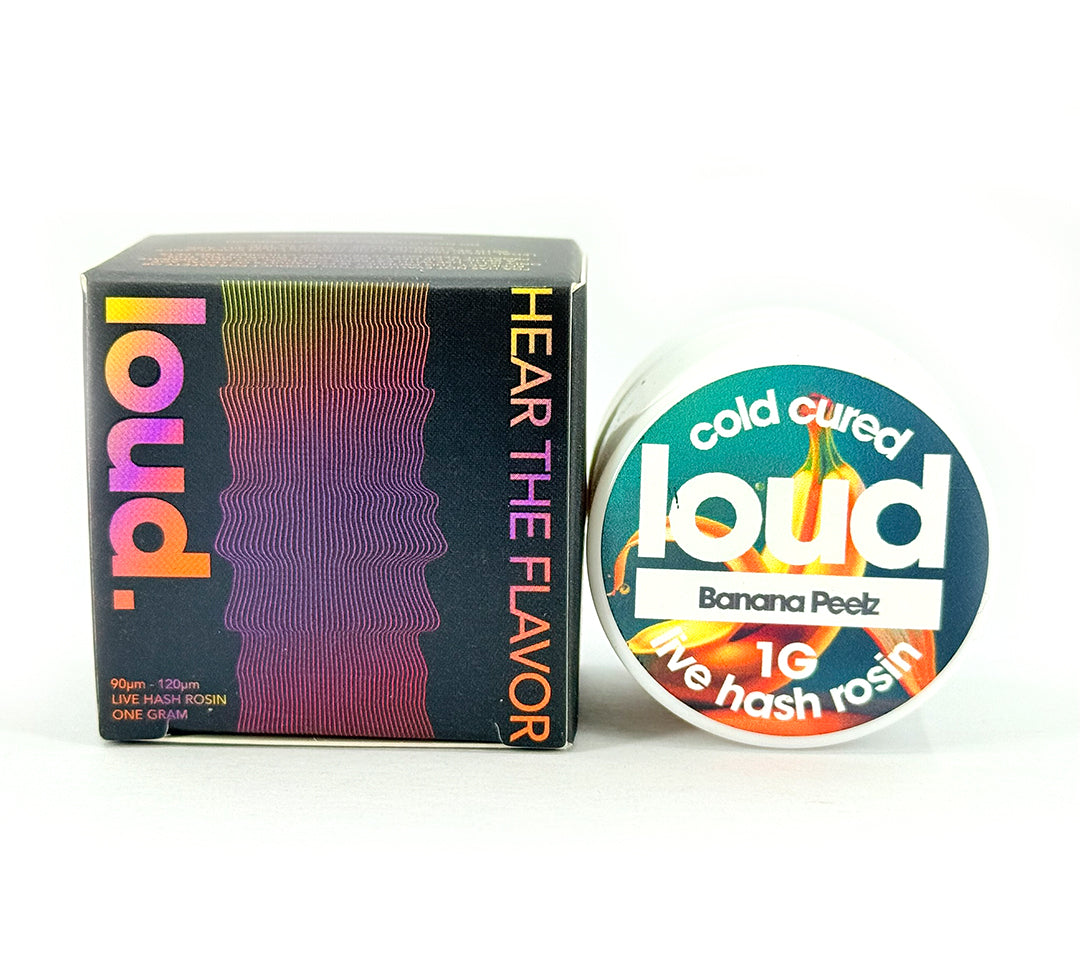 loud.
HEAR THE FLAVOR
90µm - 120µm
LIVE HASH ROSIN
ONE GRAM
cold cured
loud
Banana Peelz
1G
live hash rosin